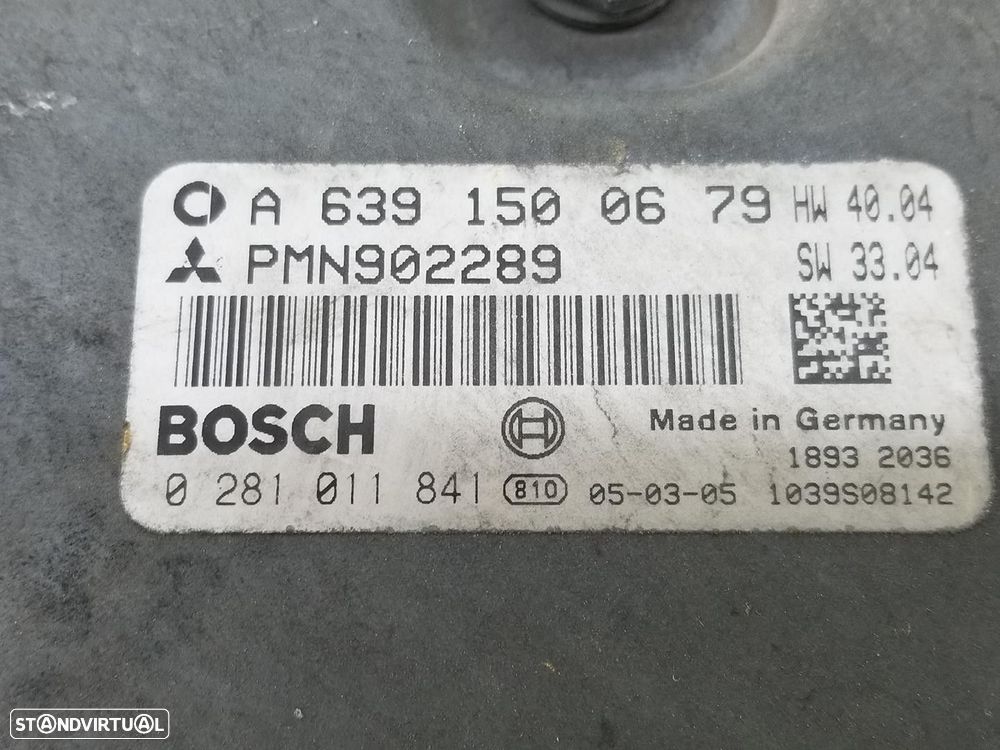 A 639 150 06 79 HW 40.04
PMN902289 SW 33.04
BOSCH Made in Germany
1893 2036
0 281 011 841 810 05-03-05 1039S08142
STANDVIRTUAL